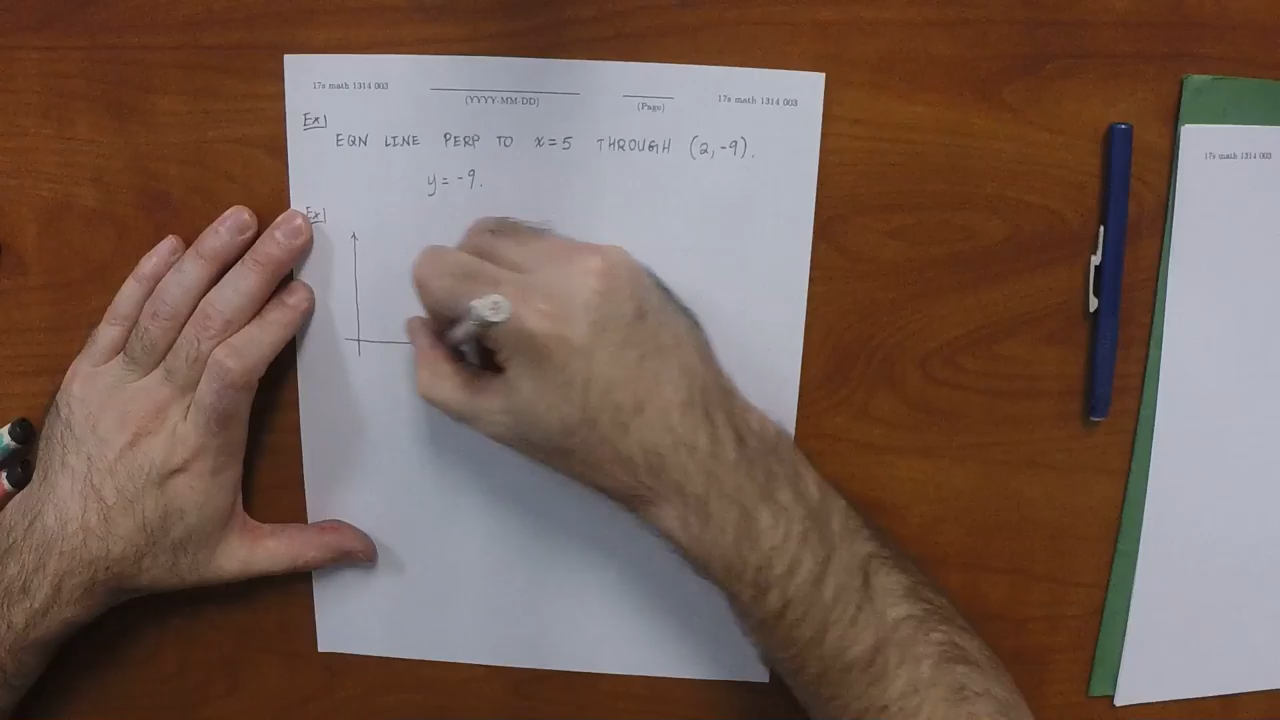 17s math 1314 003 (YYYY-MM-DD) (Page) 17s math 1314 003
Ex
EQN LINE PERP TO x=5 THROUGH (2,-9).
y=-9.
Ex
17s math 1314 003